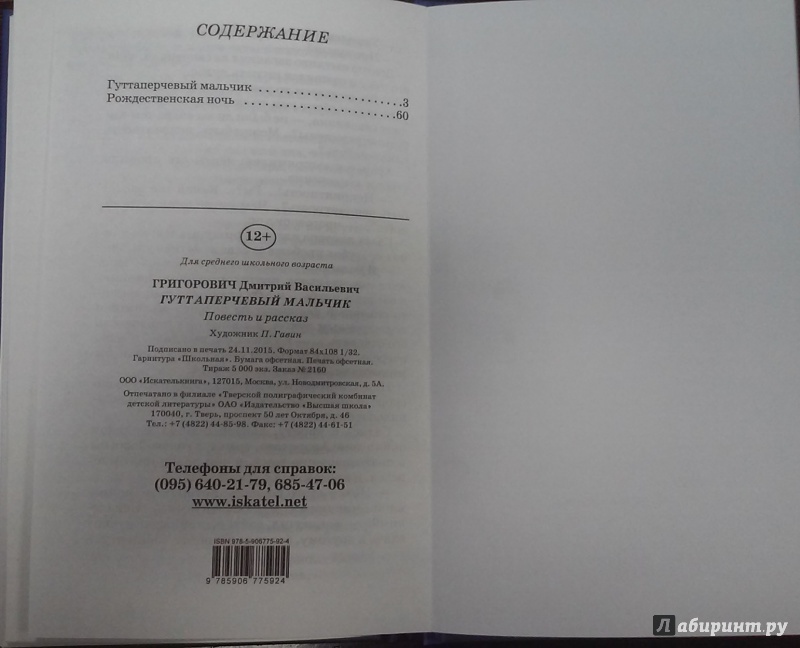 СОДЕРЖАНИЕ
Гуттаперчевый мальчик . . . . . . . . . . . . . . . . . . . . . .3
Рождественская ночь . . . . . . . . . . . . . . . . . . . . . . .60
12+
Для среднего школьного возраста
ГРИГОРОВИЧ Дмитрий Васильевич
ГУТТАПЕРЧЕВЫЙ МАЛЬЧИК
Повесть и рассказ
Художник П. Гавин
Подписано в печать 24.11.2015. Формат 84x108 1/32.
Гарнитура «Школьная». Бумага офсетная. Печать офсетная.
Тираж 5 000 экз. Заказ № 2160
ООО «Искателькнига», 127015, Москва, ул. Новодмитровская, д. 5А.
Отпечатано в филиале «Тверской полиграфический комбинат
детской литературы» ОАО «Издательство «Высшая школа»
170040, г. Тверь, проспект 50 лет Октября, д. 46
Тел.: +7 (4822) 44-85-98. Факс: +7 (4822) 44-61-51
Телефоны для справок:
(095) 640-21-79, 685-47-06
www.iskatel.net
ISBN 978-5-906775-92-4
9 785906 775924
Лабиринт.ру